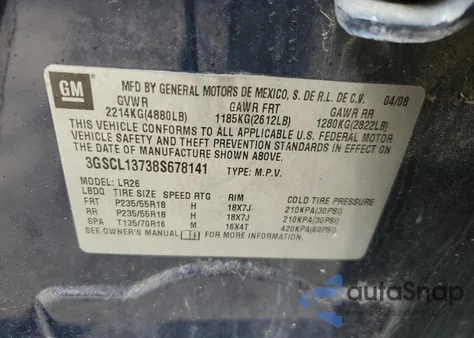 GM
MFD BY GENERAL MOTORS DE MEXICO, S. DE R.L. DE C.V. 04/08
GVWR GAWR FRT GAWR RR
2214KG(4880LB) 1185KG(2612LB) 1280KG(2822LB)
THIS VEHICLE CONFORMS TO ALL APPLICABLE U.S. FEDERAL MOTOR
VEHICLE SAFETY AND THEFT PREVENTION STANDARDS IN EFFECT ON THE
DATE OF MANUFACTURE SHOWN ABOVE.
3GSCL13738S678141 TYPE: M.P.V.
MODEL: LR26
LBDQ TIRE SIZE SPEED RTG RIM COLD TIRE PRESSURE
FRT P235/55R18 H 18X7J 210KPA(30PSI)
RR P235/55R18 H 18X7J 210KPA(30PSI)
SPA T135/70R16 M 16X4T 420KPA(60PSI)
SEE OWNER'S MANUAL FOR ADDITIONAL INFORMATION
autoSnap